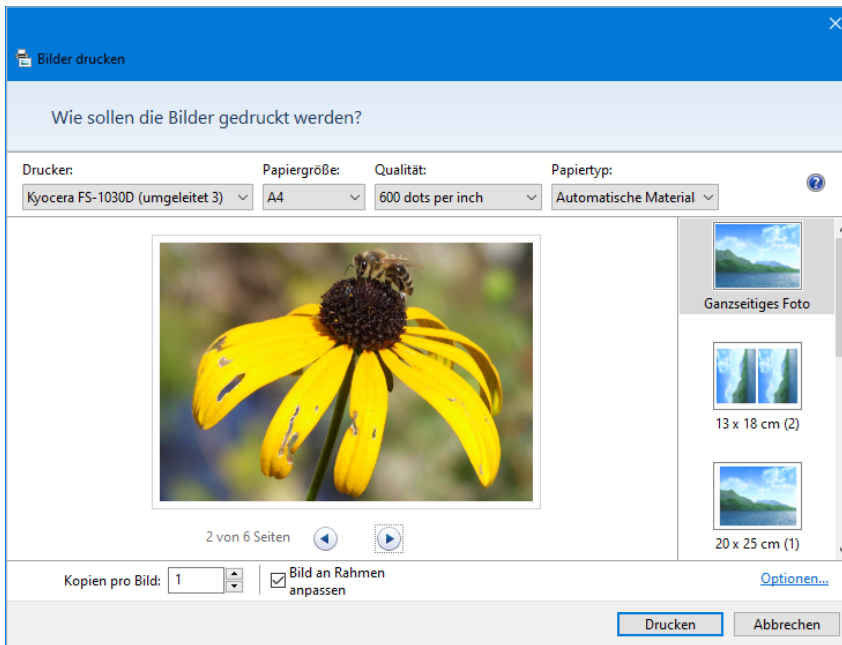 Bilder drucken
Wie sollen die Bilder gedruckt werden?
Drucker: Papiergröße: Qualität: Papiertyp:
Kyocera FS-1030D (umgeleitet 3) A4 600 dots per inch Automatische Material
Ganzseitiges Foto
13 x 18 cm (2)
20 x 25 cm (1)
2 von 6 Seiten
Kopien pro Bild: 1 Bild an Rahmen
anpassen
Optionen...
Drucken Abbrechen